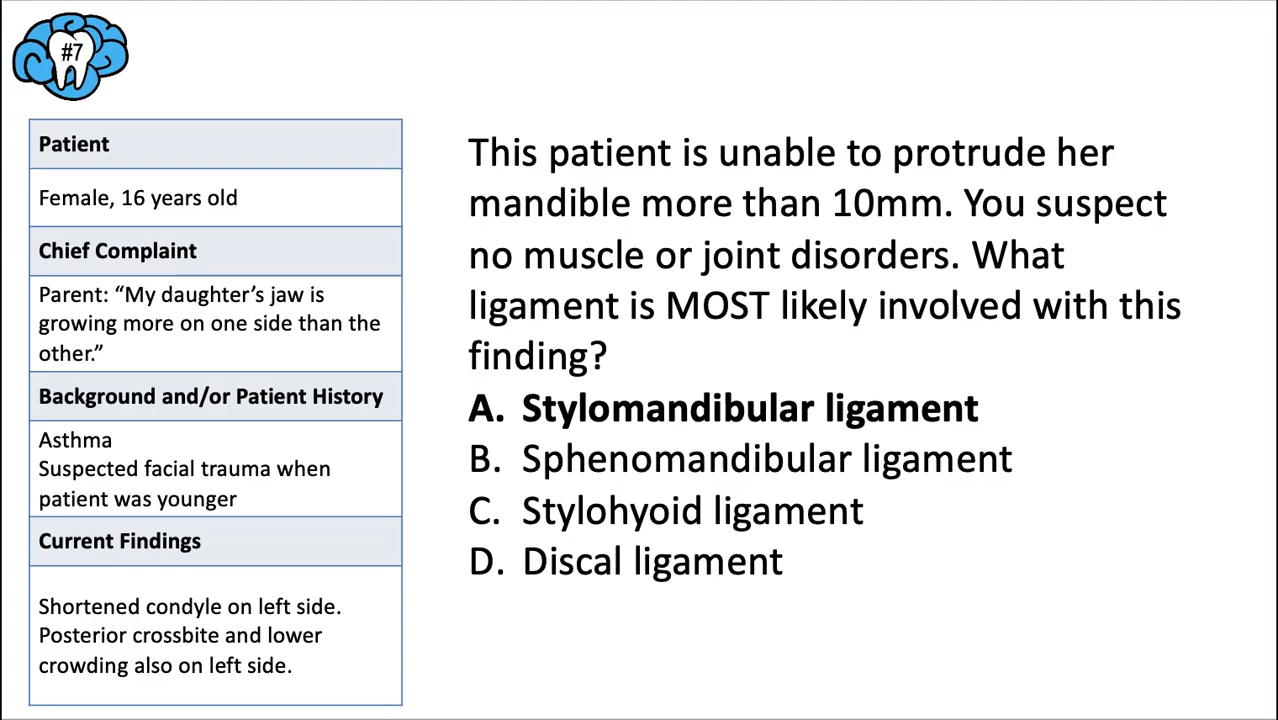 #7
Patient
Female, 16 years old
Chief Complaint
Parent: “My daughter’s jaw is
growing more on one side than the
other.”
Background and/or Patient History
Asthma
Suspected facial trauma when
patient was younger
Current Findings
Shortened condyle on left side.
Posterior crossbite and lower
crowding also on left side.
This patient is unable to protrude her
mandible more than 10mm. You suspect
no muscle or joint disorders. What
ligament is MOST likely involved with this
finding?
A. Stylomandibular ligament
B. Sphenomandibular ligament
C. Stylohyoid ligament
D. Discal ligament